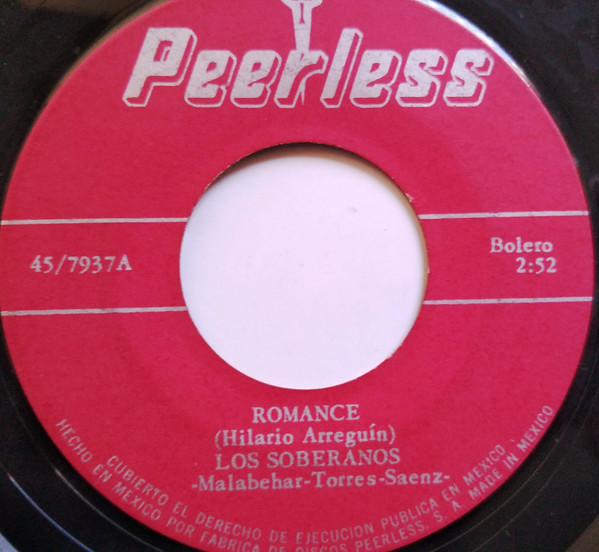 Peerless
45/7937A
Bolero
2:52
ROMANCE
(Hilario Arreguín)
LOS SOBERANOS
-Malabehar-Torres-Saenz-
CUBIERTO EL DERECHO DE EJECUCION PUBLICA EN MEXICO
HECHO EN MEXICO POR FABRICA DE DISCOS PEERLESS, S. A. MADE IN MEXICO